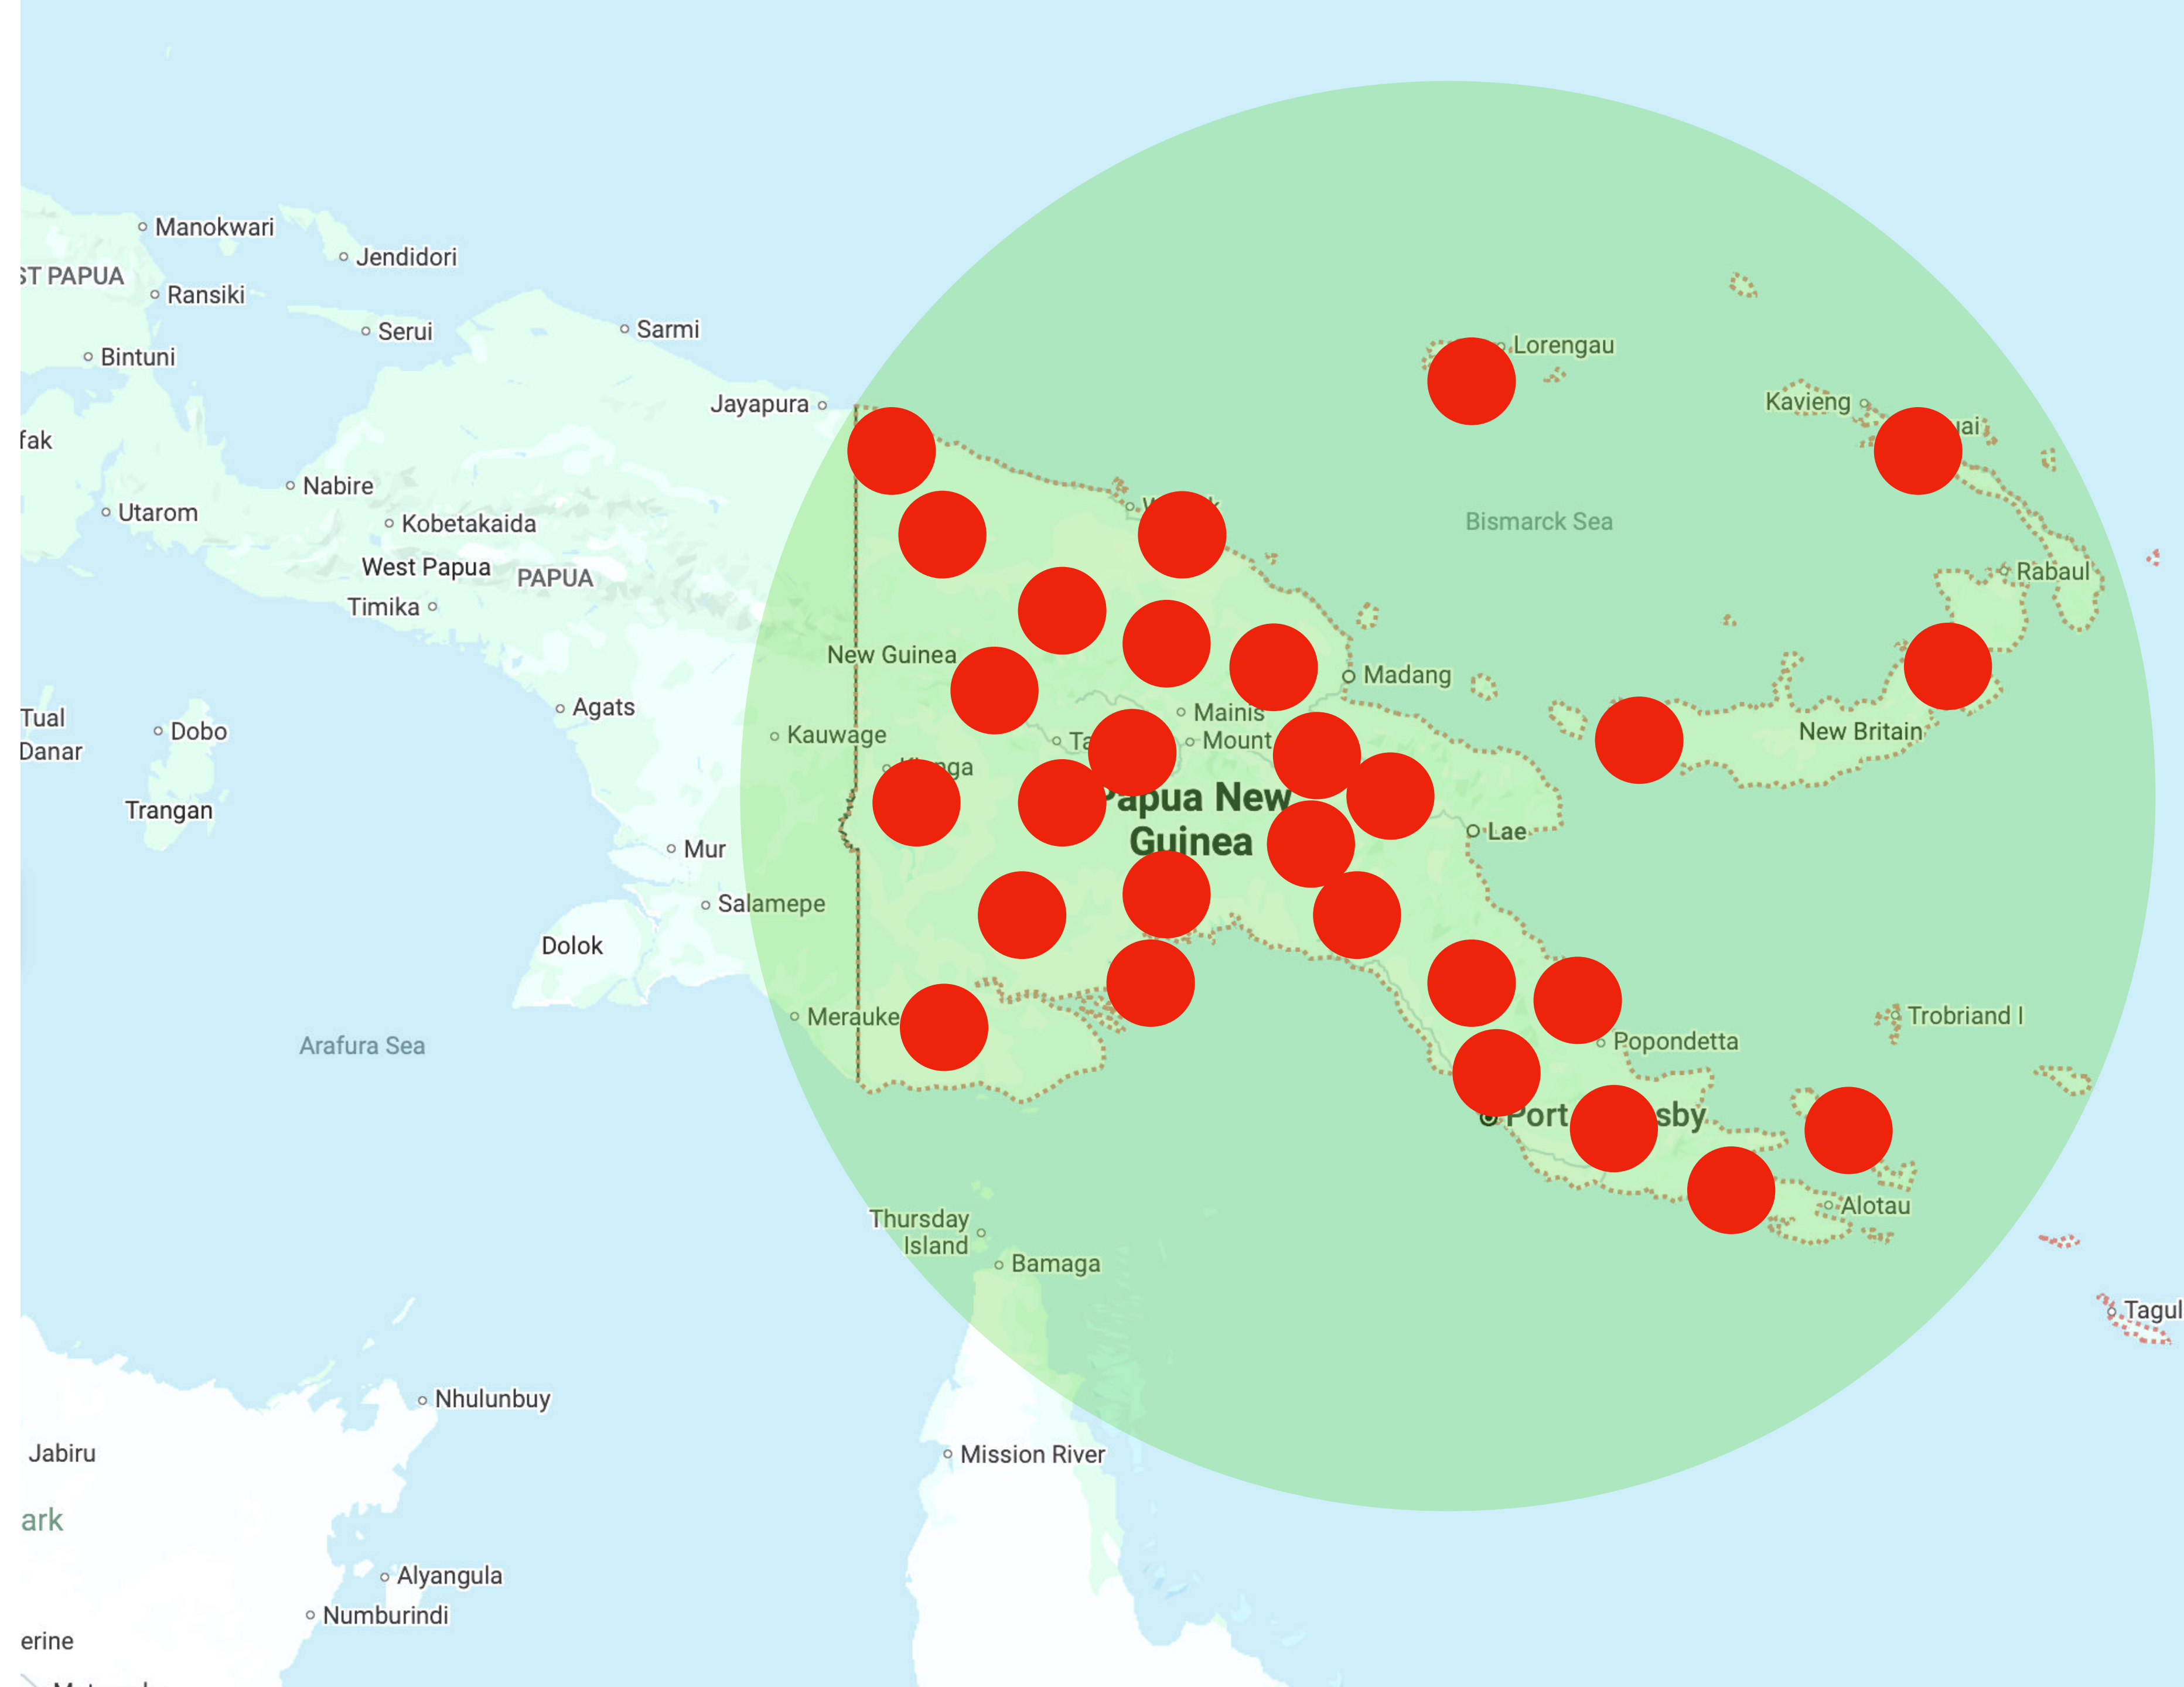 Manokwari
Jendidori
ST PAPUA
Ransiki
Serui
Sarmi
Bintuni
Lorengau
Jayapura
Kavieng
fak
Nabire
Utarom
Kobetakaida
Bismarck Sea
West Papua
PAPUA
Rabaul
Timika
New Guinea
Madang
Agats
Mainis
Tual
Dobo
Kauwage
Mount
New Britain
Danar
Trangan
Papua New
Guinea
Lae
Mur
Salamepe
Dolok
Merauke
Trobriand I
Arafura Sea
Popondetta
Port sby
Thursday
Island
Alotau
Bamaga
Tagul
Nhulunbuy
Jabiru
Mission River
ark
Alyangula
Numburindi
erine